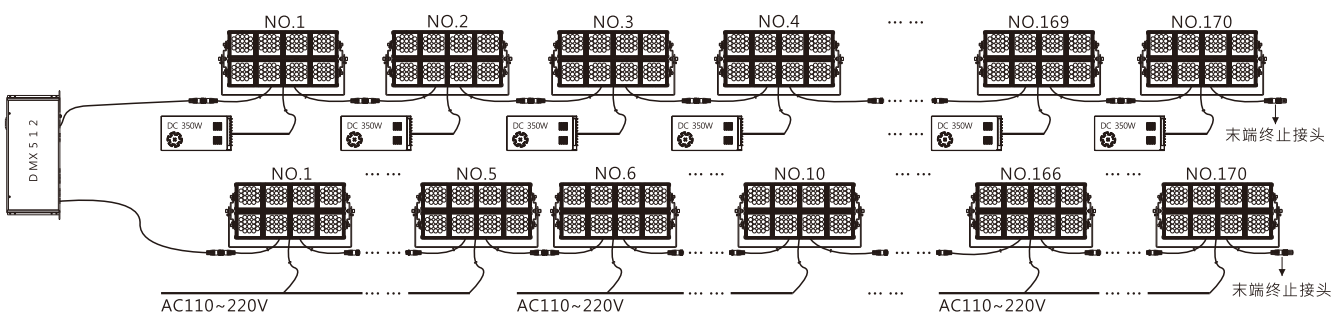 NO.1 NO.2 NO.3 NO.4 ... ... NO.169 NO.170
DMX512
DC 350W DC 350W DC 350W DC 350W ... ... DC 350W DC 350W
末端终止接头
NO.1 ... ... NO.5 NO.6 ... ... NO.10 ... ... NO.166 ... ... NO.170
末端终止接头
AC110~220V AC110~220V AC110~220V